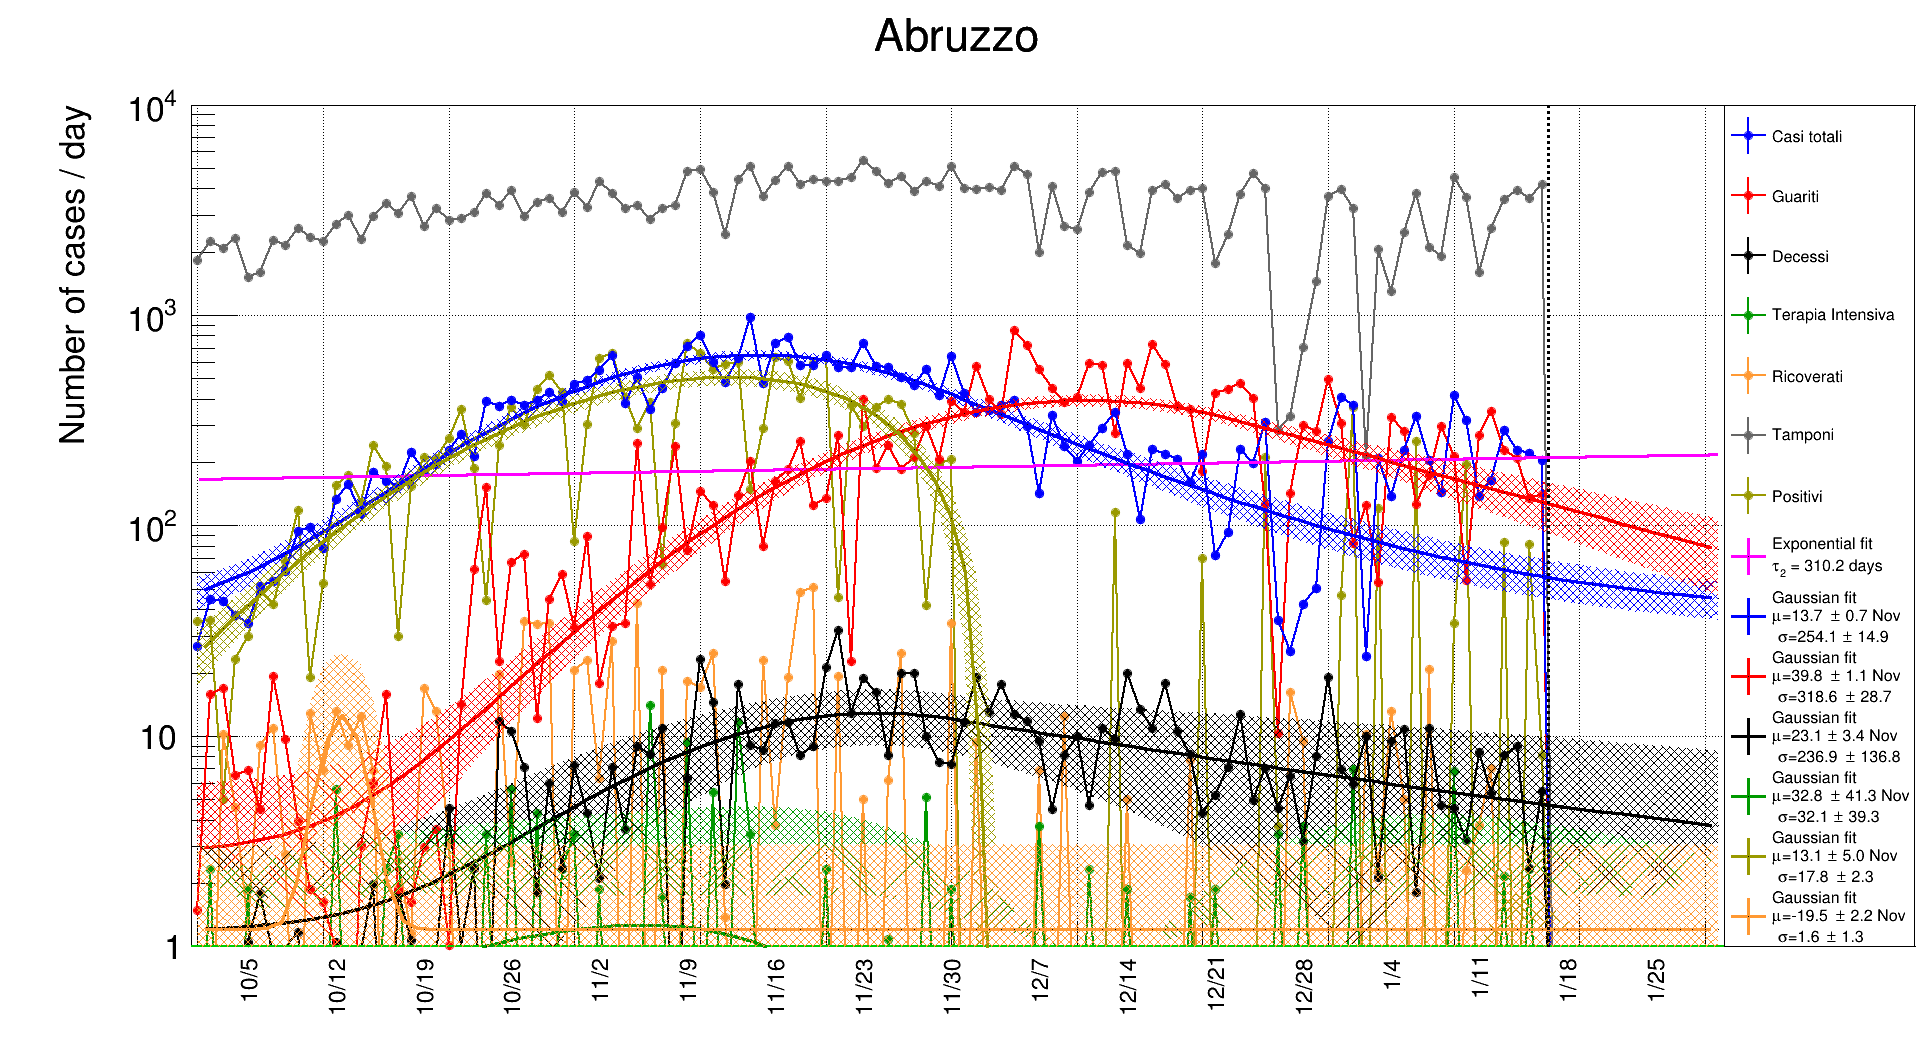 Abruzzo
Number of cases / day
10⁴
10³
10²
10
1
10/5
10/12
10/19
10/26
11/2
11/9
11/16
11/23
11/30
12/7
12/14
12/21
12/28
1/4
1/11
1/18
1/25
Casi totali
Guariti
Decessi
Terapia Intensiva
Ricoverati
Tamponi
Positivi
Exponential fit
τ₂ = 310.2 days
Gaussian fit
μ=13.7 ± 0.7 Nov
σ=254.1 ± 14.9
Gaussian fit
μ=39.8 ± 1.1 Nov
σ=318.6 ± 28.7
Gaussian fit
μ=23.1 ± 3.4 Nov
σ=236.9 ± 136.8
Gaussian fit
μ=32.8 ± 41.3 Nov
σ=32.1 ± 39.3
Gaussian fit
μ=13.1 ± 5.0 Nov
σ=17.8 ± 2.3
Gaussian fit
μ=-19.5 ± 2.2 Nov
σ=1.6 ± 1.3